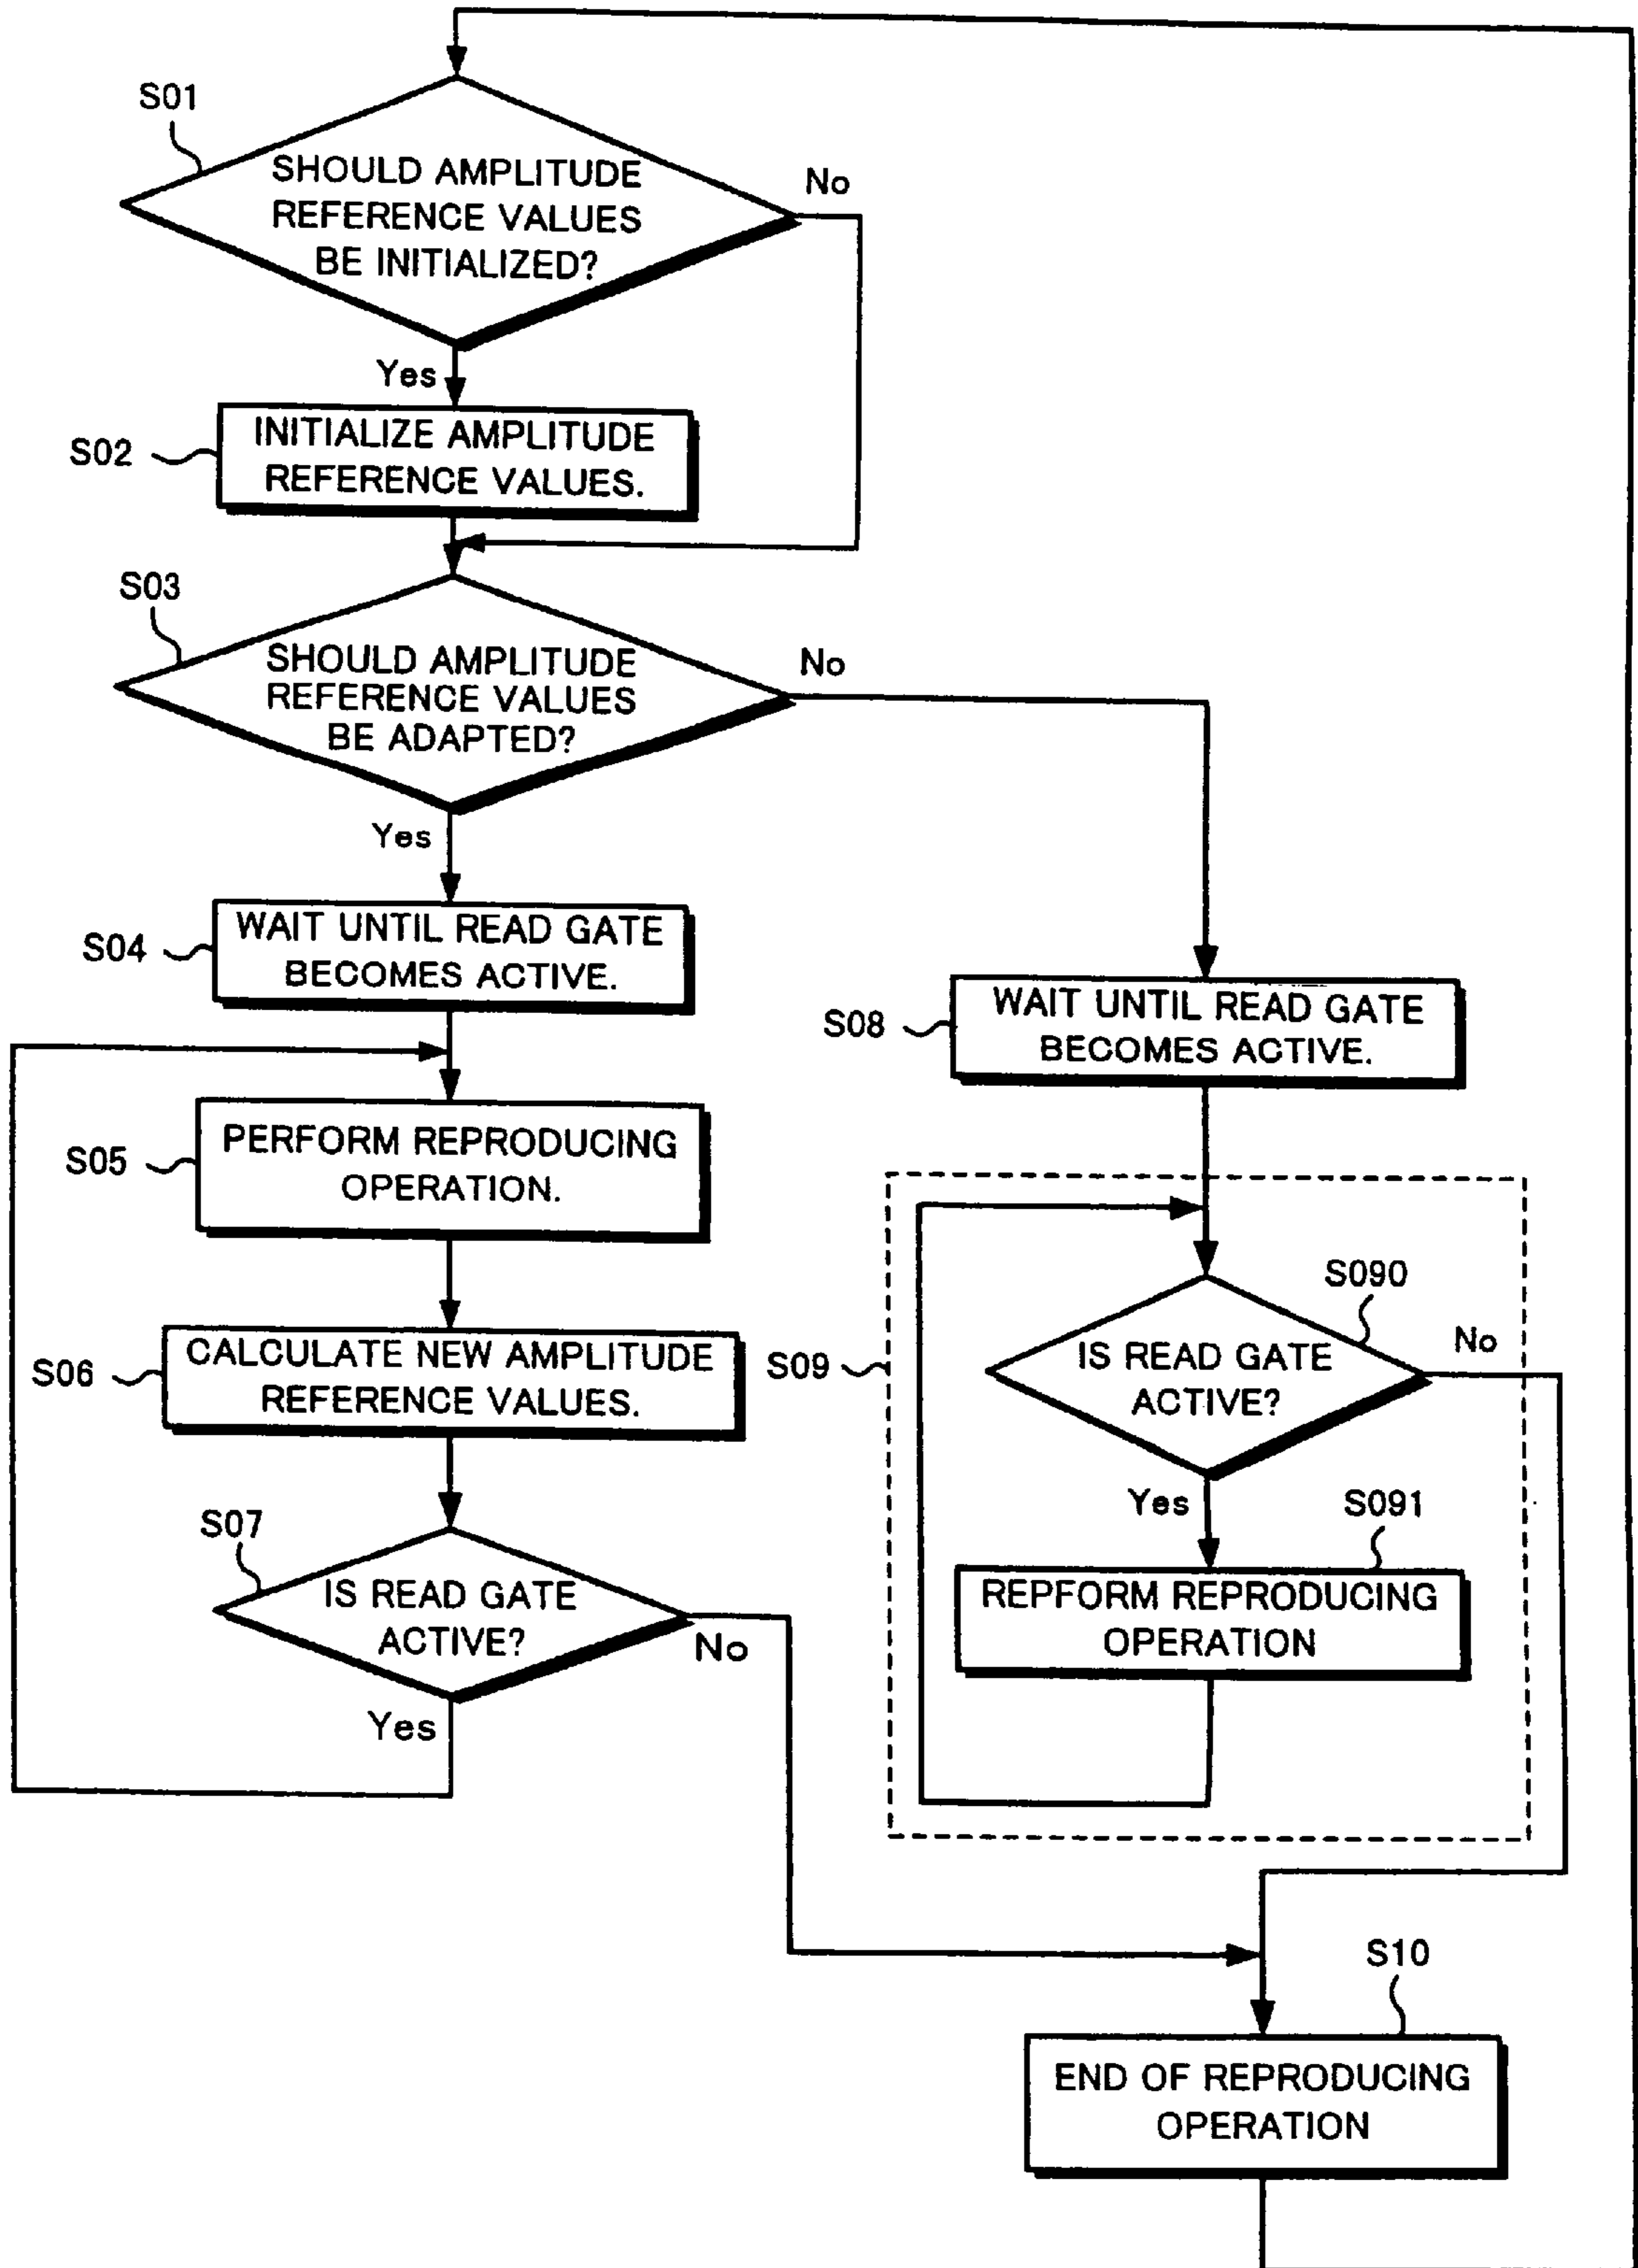 S01
SHOULD AMPLITUDE
REFERENCE VALUES
BE INITIALIZED?
No
Yes
S02
INITIALIZE AMPLITUDE
REFERENCE VALUES.
S03
SHOULD AMPLITUDE
REFERENCE VALUES
BE ADAPTED?
No
Yes
S04
WAIT UNTIL READ GATE
BECOMES ACTIVE.
S08
WAIT UNTIL READ GATE
BECOMES ACTIVE.
S05
PERFORM REPRODUCING
OPERATION.
S06
CALCULATE NEW AMPLITUDE
REFERENCE VALUES.
S09
S090
IS READ GATE
ACTIVE?
No
Yes
S091
REPFORM REPRODUCING
OPERATION
S07
IS READ GATE
ACTIVE?
No
Yes
S10
END OF REPRODUCING
OPERATION